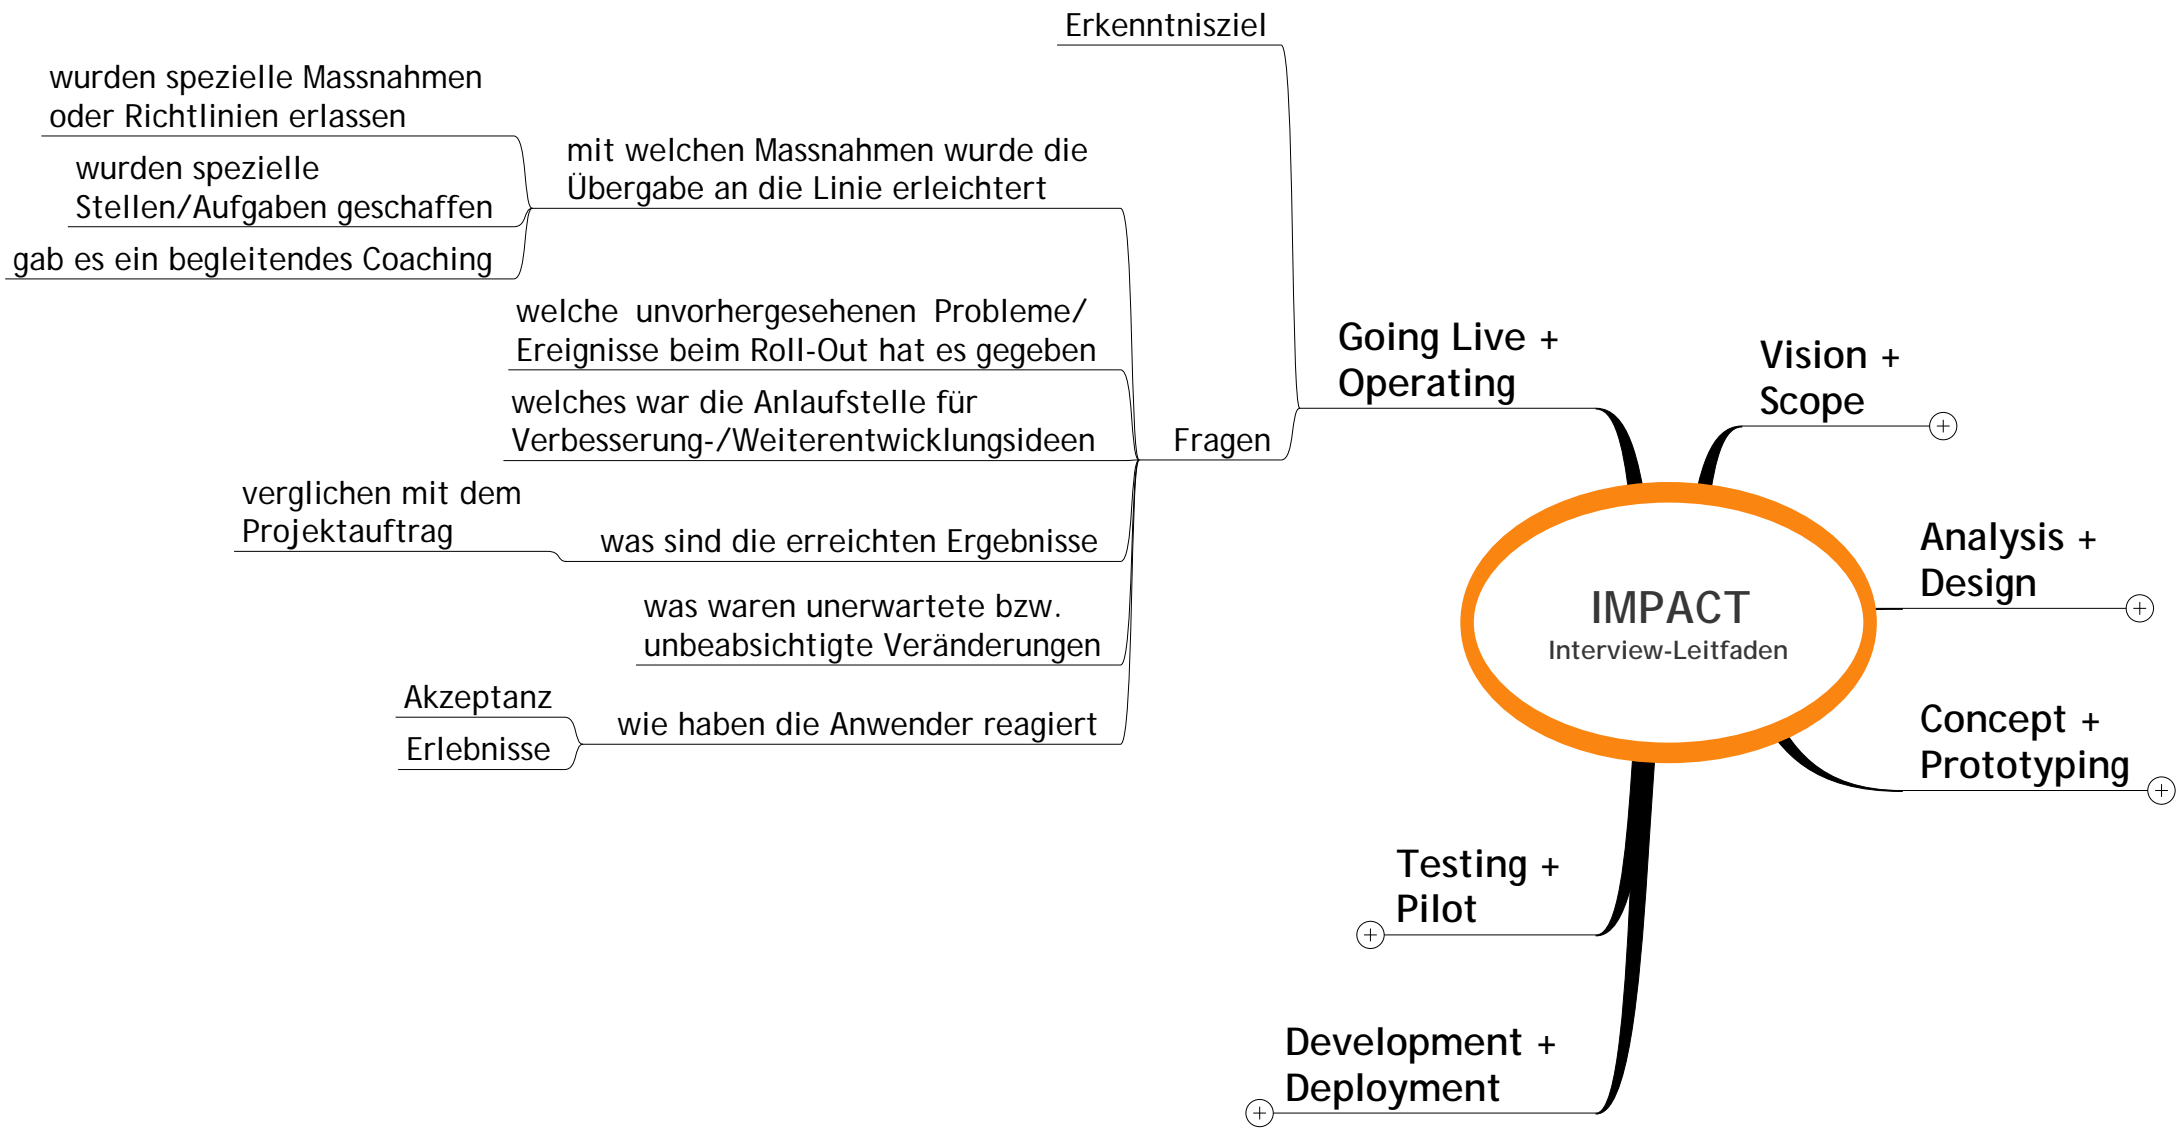 Erkenntnisziel
wurden spezielle Massnahmen
oder Richtlinien erlassen
wurden spezielle
Stellen/Aufgaben geschaffen
gab es ein begleitendes Coaching
mit welchen Massnahmen wurde die
Übergabe an die Linie erleichtert
welche unvorhergesehenen Probleme/
Ereignisse beim Roll-Out hat es gegeben
welches war die Anlaufstelle für
Verbesserung-/Weiterentwicklungsideen
verglichen mit dem
Projektauftrag
was sind die erreichten Ergebnisse
was waren unerwartete bzw.
unbeabsichtigte Veränderungen
Akzeptanz
Erlebnisse
wie haben die Anwender reagiert
Fragen
Going Live +
Operating
Vision +
Scope
Analysis +
Design
IMPACT
Interview-Leitfaden
Concept +
Prototyping
Testing +
Pilot
Development +
Deployment